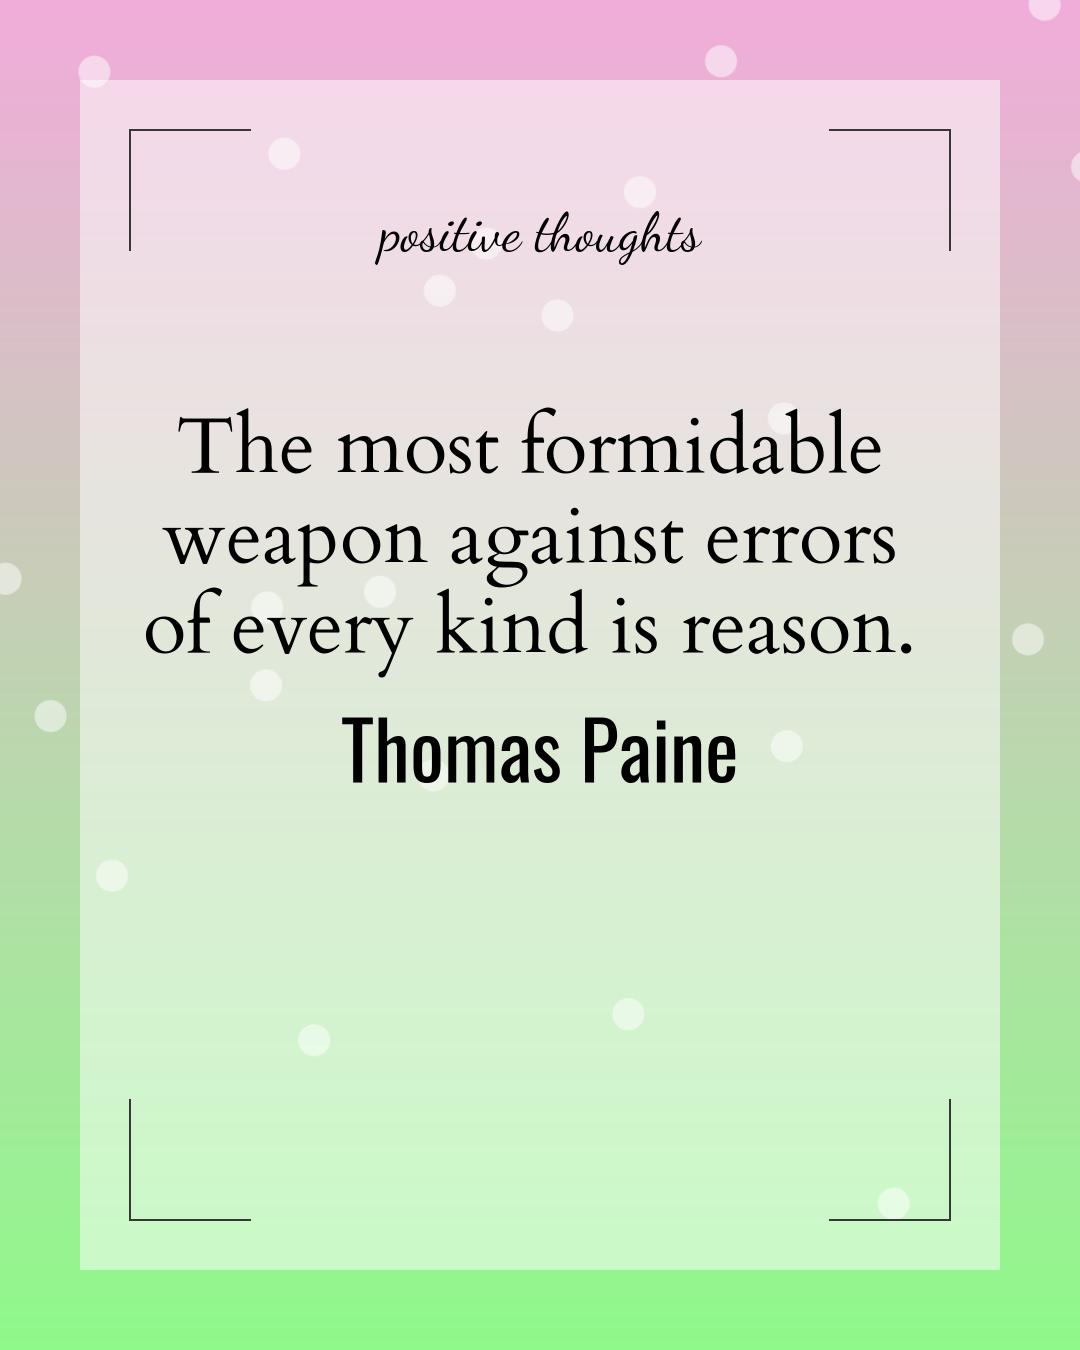 positive thoughts
The most formidable
weapon against errors
of every kind is reason.
Thomas Paine